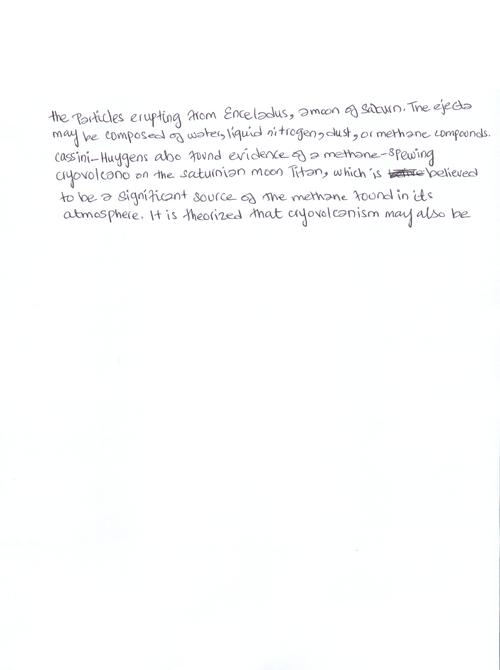 the Particles erupting from Enceladus, a moon of Saturn. The ejecta
may be composed of water, liquid nitrogen, dust, or methane compounds.
Cassini-Huygens also found evidence of a methane-spewing
cryovolcano on the saturnian moon Titan, which is believed
to be a significant source of the methane found in its
atmosphere. It is theorized that cryovolcanism may also be